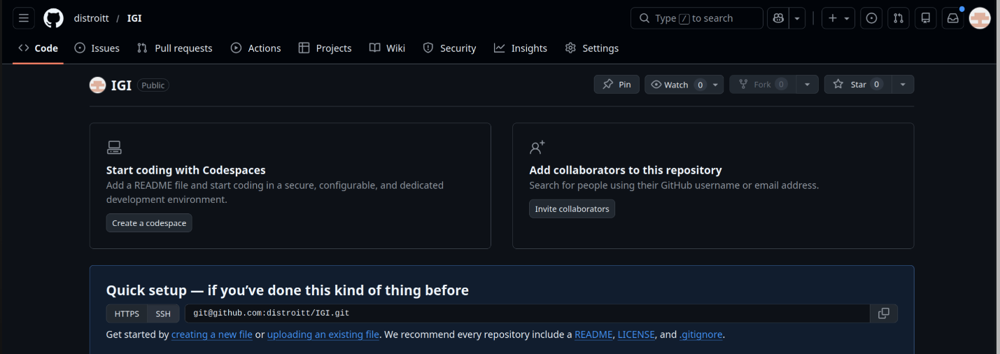 distroitt / IGI Type / to search
Code Issues Pull requests Actions Projects Wiki Security Insights Settings
IGI Public Pin Watch 0 Fork 0 Star 0
Start coding with Codespaces
Add a README file and start coding in a secure, configurable, and dedicated
development environment.
Create a codespace
Add collaborators to this repository
Search for people using their GitHub username or email address.
Invite collaborators
Quick setup — if you’ve done this kind of thing before
HTTPS SSH git@github.com:distroitt/IGI.git
Get started by creating a new file or uploading an existing file. We recommend every repository include a README, LICENSE, and .gitignore.